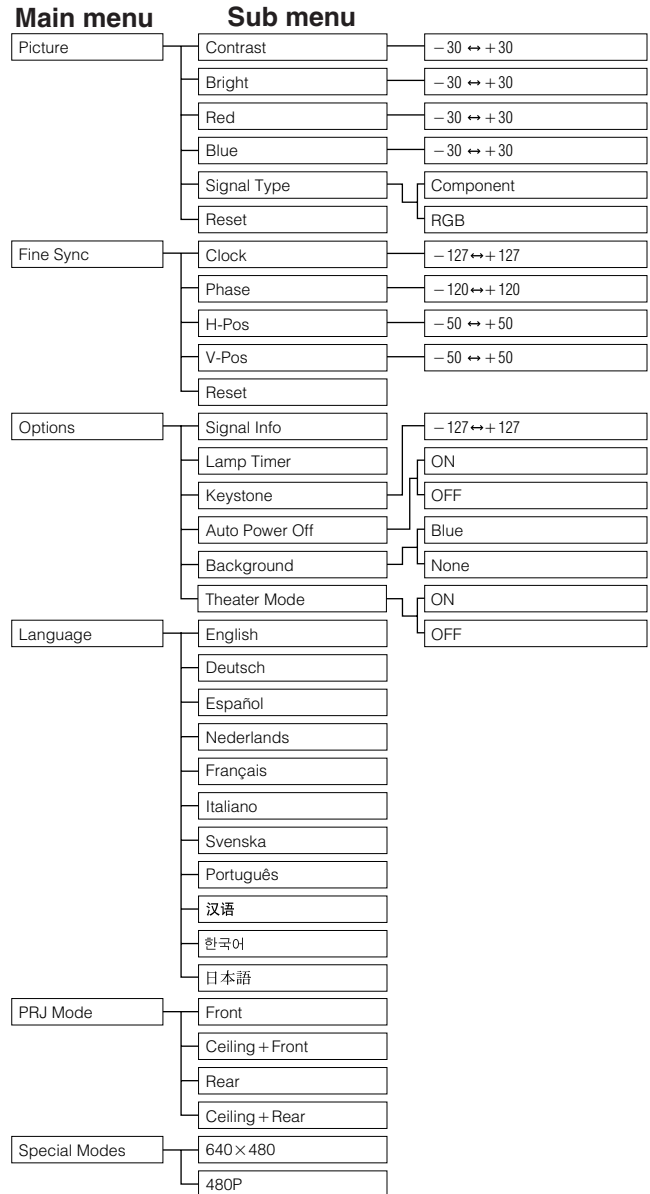 Main menu Sub menu
Picture Contrast －30 ↔ ＋30
Bright －30 ↔ ＋30
Red －30 ↔ ＋30
Blue －30 ↔ ＋30
Signal Type Component
Reset RGB
Fine Sync Clock －127↔＋127
Phase －120↔＋120
H-Pos －50 ↔ ＋50
V-Pos －50 ↔ ＋50
Reset
Options Signal Info －127↔＋127
Lamp Timer ON
Keystone OFF
Auto Power Off Blue
Background None
Theater Mode ON
Language English OFF
Deutsch
Español
Nederlands
Français
Italiano
Svenska
Português
汉语
한국어
日本語
PRJ Mode Front
Ceiling＋Front
Rear
Ceiling＋Rear
Special Modes 640×480
480P